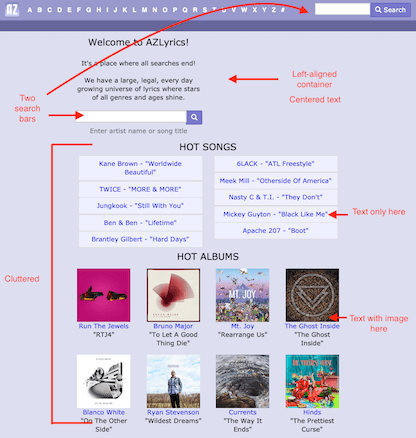 AZ A B C D E F G H I J K L M N O P Q R S T U V W X Y Z # Search
Welcome to AZLyrics!
It's a place where all searches end!
We have a large, legal, every day
growing universe of lyrics where stars
of all genres and ages shine.
Left-aligned
container
Centered text
Two
search
bars
Enter artist name or song title
HOT SONGS
Kane Brown - "Worldwide
Beautiful"
TWICE - "MORE & MORE"
Jungkook - "Still With You"
Ben & Ben - "Lifetime"
Brantley Gilbert - "Hard Days"
6LACK - "ATL Freestyle"
Meek Mill - "Otherside Of America"
Nasty C & T.I. - "They Don't"
Mickey Guyton - "Black Like Me"
Apache 207 - "Boot"
Text only here
Cluttered
HOT ALBUMS
MT. JOY
Run The Jewels
"RTJ4"
Bruno Major
"To Let A Good
Thing Die"
Mt. Joy
"Rearrange Us"
The Ghost Inside
"The Ghost
Inside"
Text with image
here
Blanco White
"On The Other
Side"
Ryan Stevenson
"Wildest Dreams"
Currents
"The Way It
Ends"
Hinds
"The Prettiest
Curse"